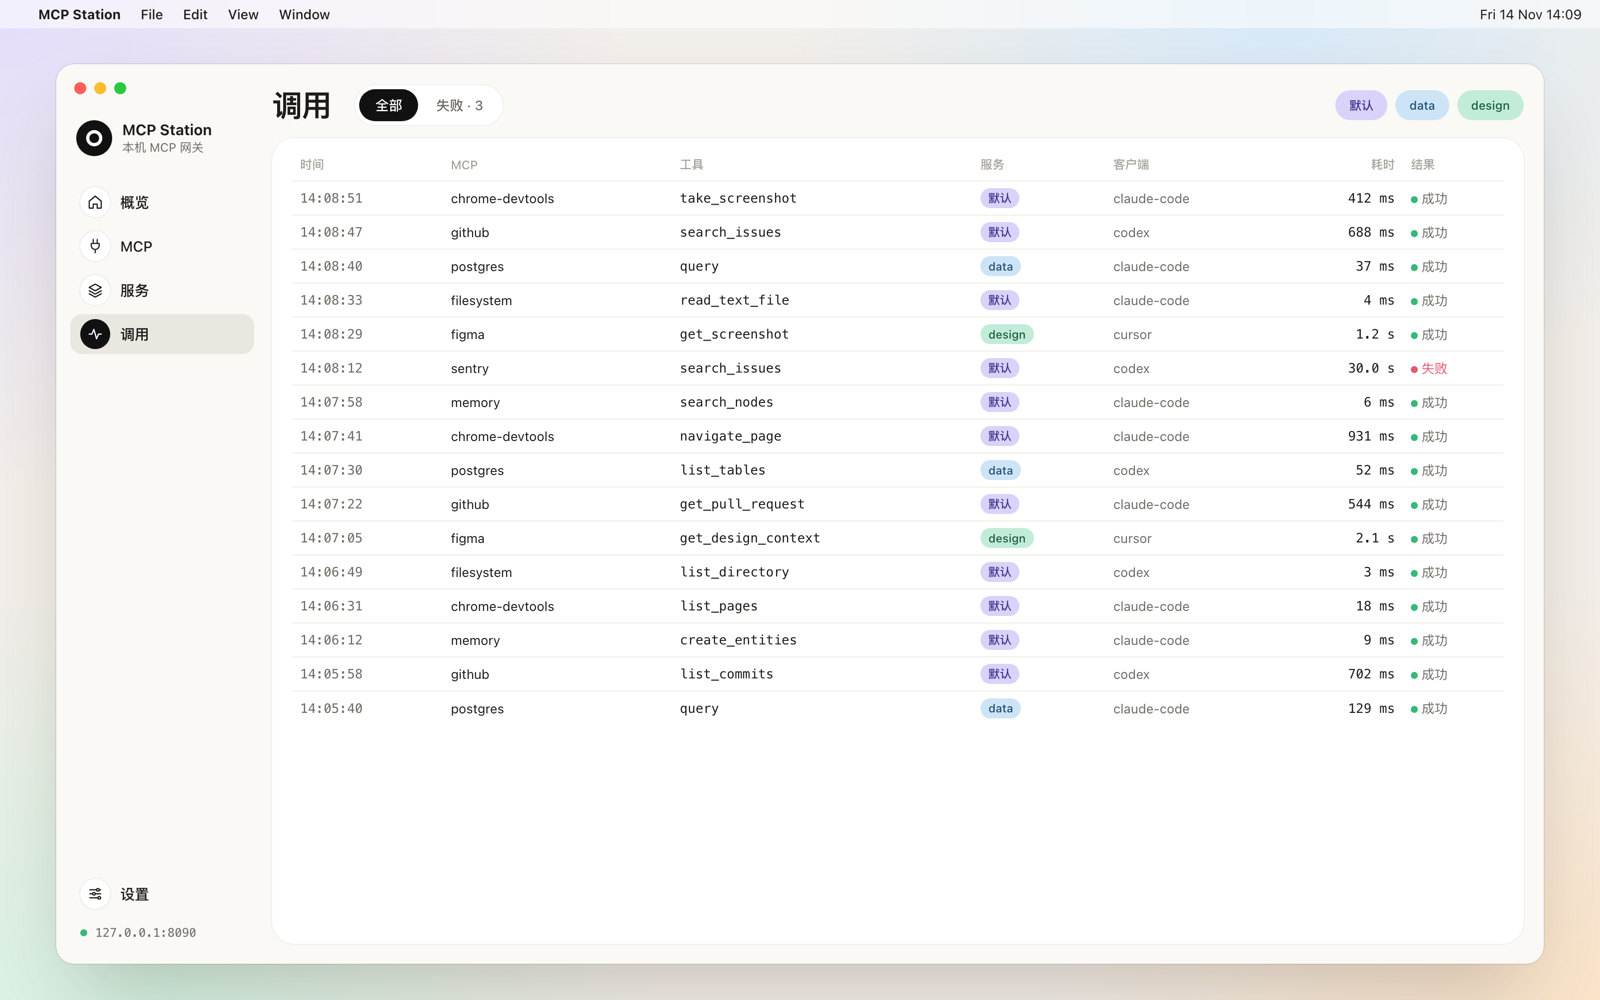 MCP Station File Edit View Window Fri 14 Nov 14:09
MCP Station
本机 MCP 网关
概览
MCP
服务
调用
设置
127.0.0.1:8090
调用 全部 失败 · 3 默认 data design
时间 MCP 工具 服务 客户端 耗时 结果
14:08:51 chrome-devtools take_screenshot 默认 claude-code 412 ms 成功
14:08:47 github search_issues 默认 codex 688 ms 成功
14:08:40 postgres query data claude-code 37 ms 成功
14:08:33 filesystem read_text_file 默认 claude-code 4 ms 成功
14:08:29 figma get_screenshot design cursor 1.2 s 成功
14:08:12 sentry search_issues 默认 codex 30.0 s 失败
14:07:58 memory search_nodes 默认 claude-code 6 ms 成功
14:07:41 chrome-devtools navigate_page 默认 claude-code 931 ms 成功
14:07:30 postgres list_tables data codex 52 ms 成功
14:07:22 github get_pull_request 默认 claude-code 544 ms 成功
14:07:05 figma get_design_context design cursor 2.1 s 成功
14:06:49 filesystem list_directory 默认 codex 3 ms 成功
14:06:31 chrome-devtools list_pages 默认 claude-code 18 ms 成功
14:06:12 memory create_entities 默认 claude-code 9 ms 成功
14:05:58 github list_commits 默认 codex 702 ms 成功
14:05:40 postgres query data claude-code 129 ms 成功